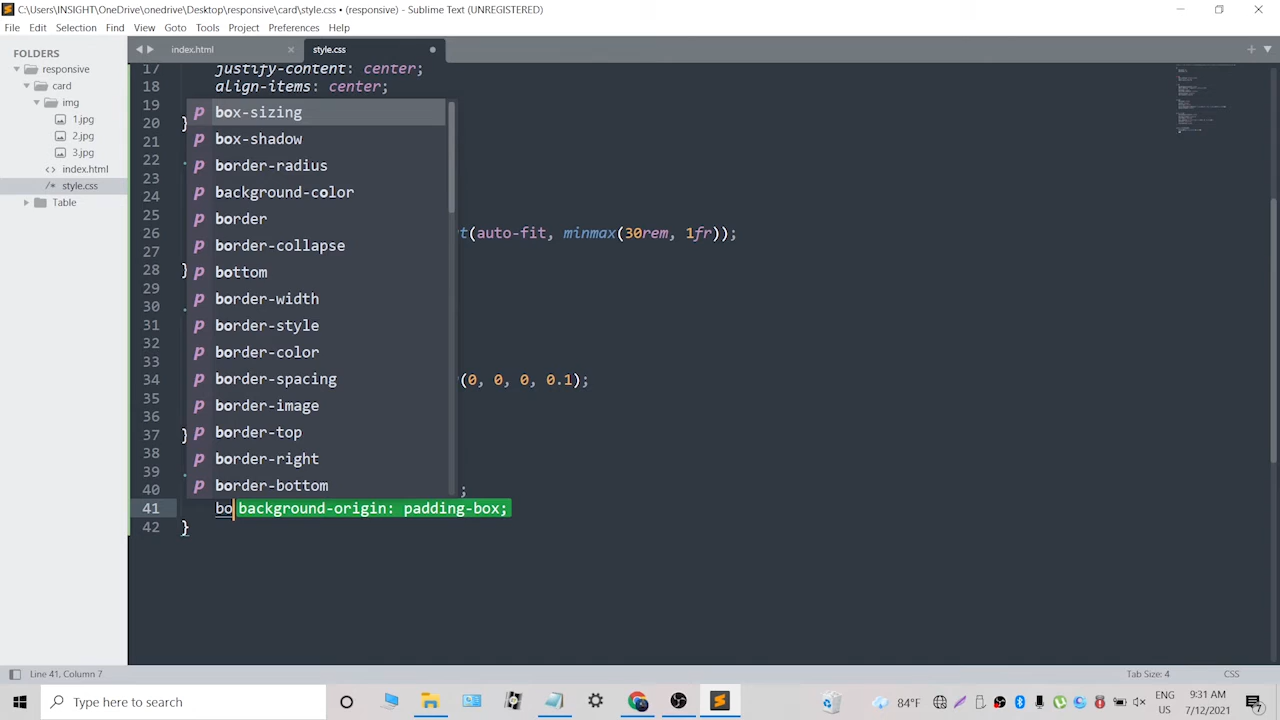 C:\Users\INSIGHT\OneDrive\onedrive\Desktop\responsive\card\style.css • (responsive) - Sublime Text (UNREGISTERED)
File Edit Selection Find View Goto Tools Project Preferences Help
FOLDERS
responsive
card
img
1.jpg
2.jpg
3.jpg
<> index.html
/* style.css
Table
index.html
style.css
17 justify-content: center;
18 align-items: center;
19
20 }
21
22 .
23
24
25
26 t(auto-fit, minmax(30rem, 1fr));
27
28 }
29
30 .
31
32
33
34 (0, 0, 0, 0.1);
35
36
37 }
38
39 .
40 ;
41 bo background-origin: padding-box;
42 }
p box-sizing
p box-shadow
p border-radius
p background-color
p border
p border-collapse
p bottom
p border-width
p border-style
p border-color
p border-spacing
p border-image
p border-top
p border-right
p border-bottom
Line 41, Column 7
Tab Size: 4
CSS
Type here to search
84°F
ENG
US
9:31 AM
7/12/2021